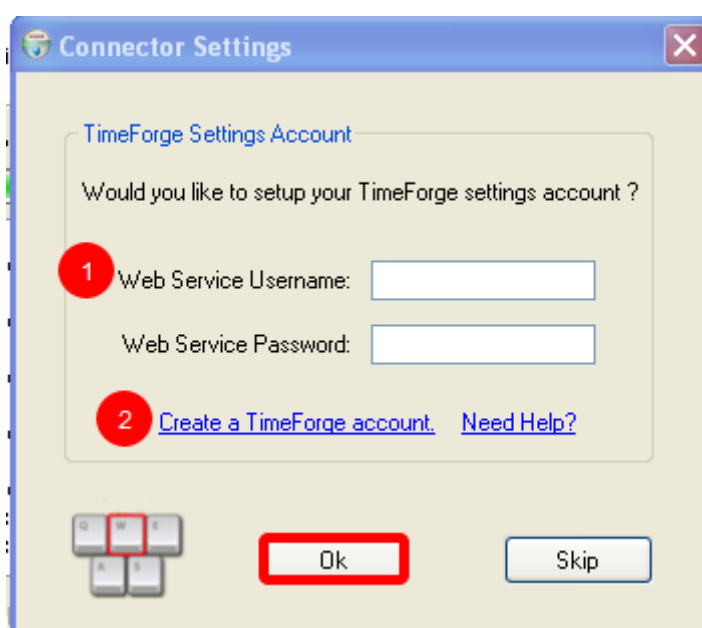 Connector Settings
TimeForge Settings Account
Would you like to setup your TimeForge settings account ?
1
Web Service Username:
Web Service Password:
2
Create a TimeForge account. Need Help?
Q W E
A S
Ok
Skip